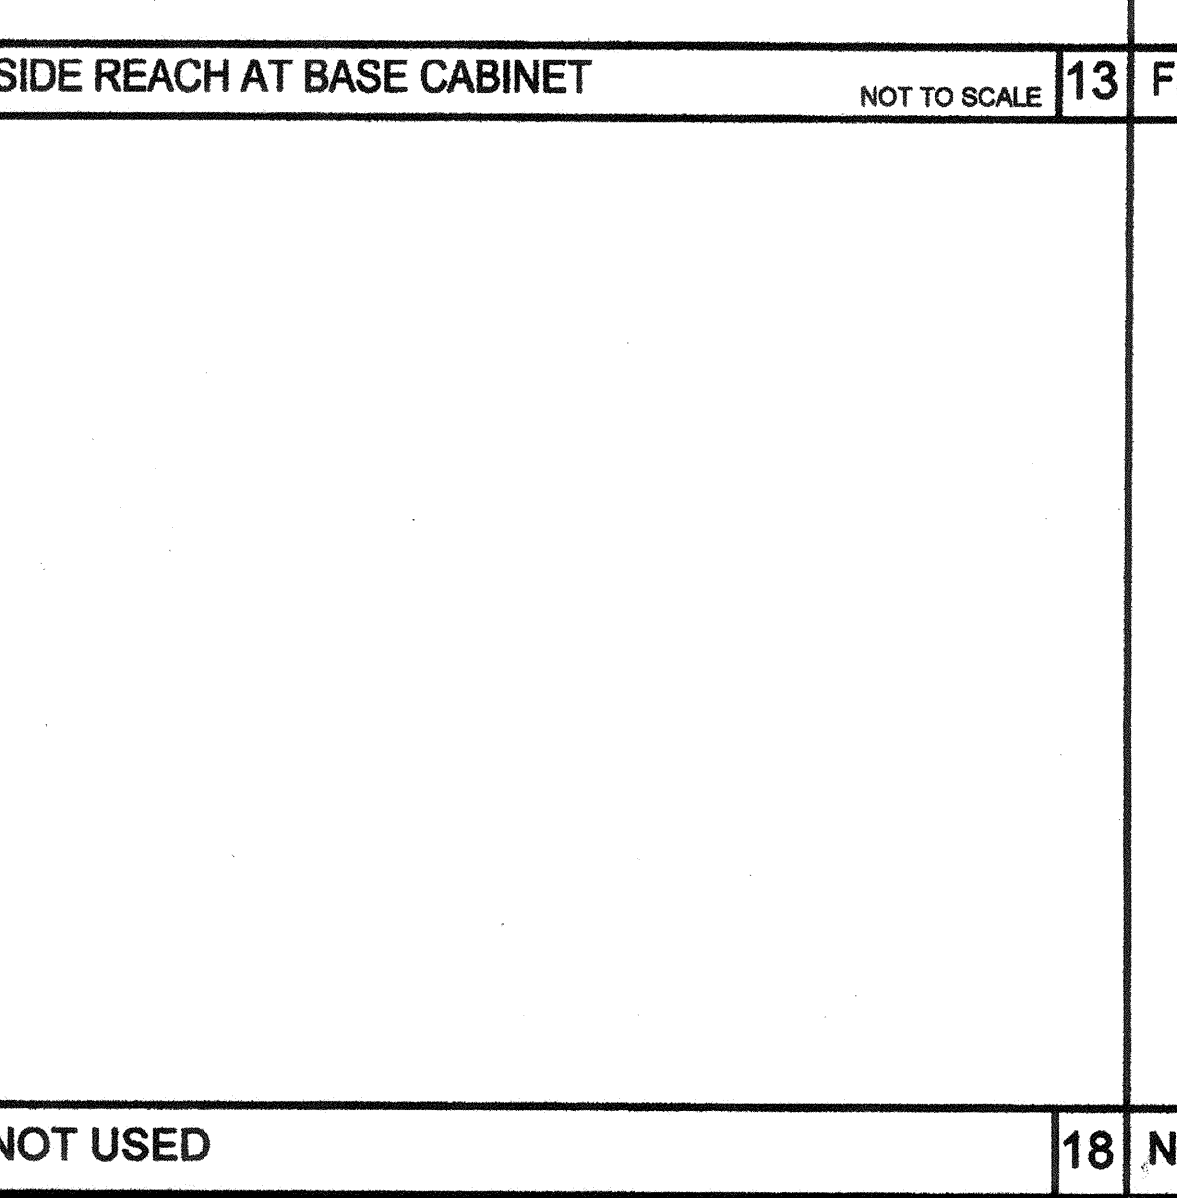 SIDE REACH AT BASE CABINET
NOT TO SCALE
13
F
NOT USED
18
N